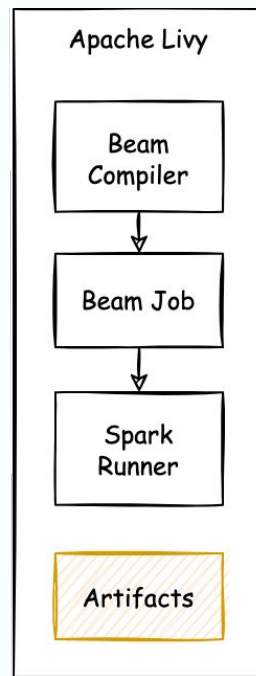 Apache Livy
Beam
Compiler
Beam Job
Spark
Runner
Artifacts